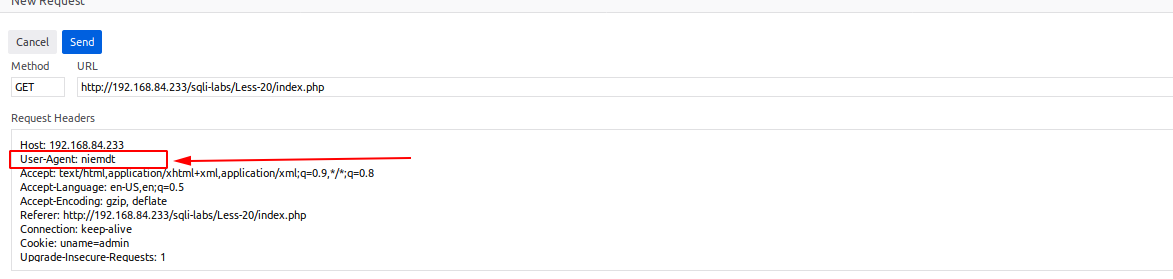 New Request
Cancel Send
Method URL
GET http://192.168.84.233/sqli-labs/Less-20/index.php
Request Headers
Host: 192.168.84.233
User-Agent: niemdt
Accept: text/html,application/xhtml+xml,application/xml;q=0.9,*/*;q=0.8
Accept-Language: en-US,en;q=0.5
Accept-Encoding: gzip, deflate
Referer: http://192.168.84.233/sqli-labs/Less-20/index.php
Connection: keep-alive
Cookie: uname=admin
Upgrade-Insecure-Requests: 1